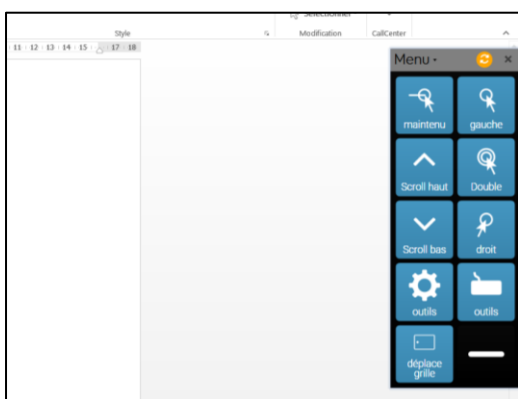 Sélectionner
Style
Modification
CallCenter
11 12 13 14 15 17 18
Menu
maintenu
gauche
Scroll haut
Double
Scroll bas
droit
outils
outils
déplace
grille